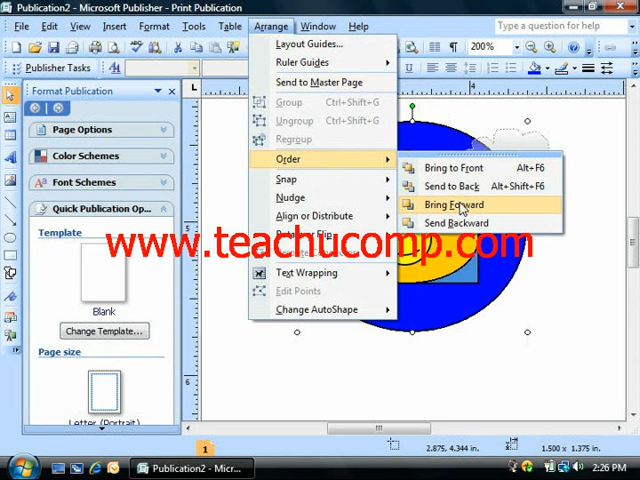 Publication2 - Microsoft Publisher - Print Publication
File Edit View Insert Format Tools Table Arrange Window Help
Type a question for help
200%
Publisher Tasks
Format Publication
Page Options
Color Schemes
Font Schemes
Quick Publication Op...
Template
Blank
Change Template...
Page size
Letter (Portrait)
Layout Guides...
Ruler Guides
Send to Master Page
Group Ctrl+Shift+G
Ungroup Ctrl+Shift+G
Regroup
Order
Snap
Nudge
Align or Distribute
Text Wrapping
Edit Points
Change AutoShape
Bring to Front Alt+F6
Send to Back Alt+Shift+F6
Bring Forward
Send Backward
www.teachucomp.com
4
6
1
2.875, 4.344 in.
1.500 x 1.375 in.
Publication2 - Micr...
2:26 PM